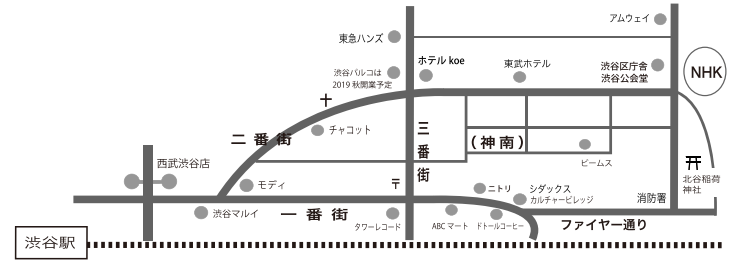 アムウェイ
東急ハンズ
ホテル koe
東武ホテル
渋谷区庁舎
渋谷公会堂
NHK
渋谷パルコは
2019 秋開業予定
チャコット
二番街
三番街
(神南)
ビームス
西武渋谷店
モディ
〒
ニトリ
シダックス
カルチャービレッジ
消防署
北谷稲荷
神社
渋谷マルイ
一番街
タワーレコード
ABC マート
ドトールコーヒー
ファイヤー通り
渋谷駅